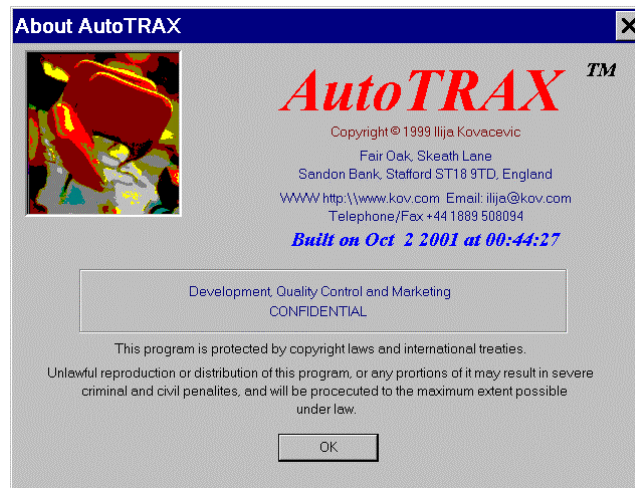 About AutoTRAX
AutoTRAX TM
Copyright © 1999 Ilija Kovacevic
Fair Oak, Skeath Lane
Sandon Bank, Stafford ST18 9TD, England
WWW http:\\www.kov.com Email: ilija@kov.com
Telephone/Fax +44 1889 508094
Built on Oct 2 2001 at 00:44:27
Development, Quality Control and Marketing
CONFIDENTIAL
This program is protected by copyright laws and international treaties.
Unlawful reproduction or distribution of this program, or any portions of it may result in severe
criminal and civil penalites, and will be procecuted to the maximum extent possible
under law.
OK